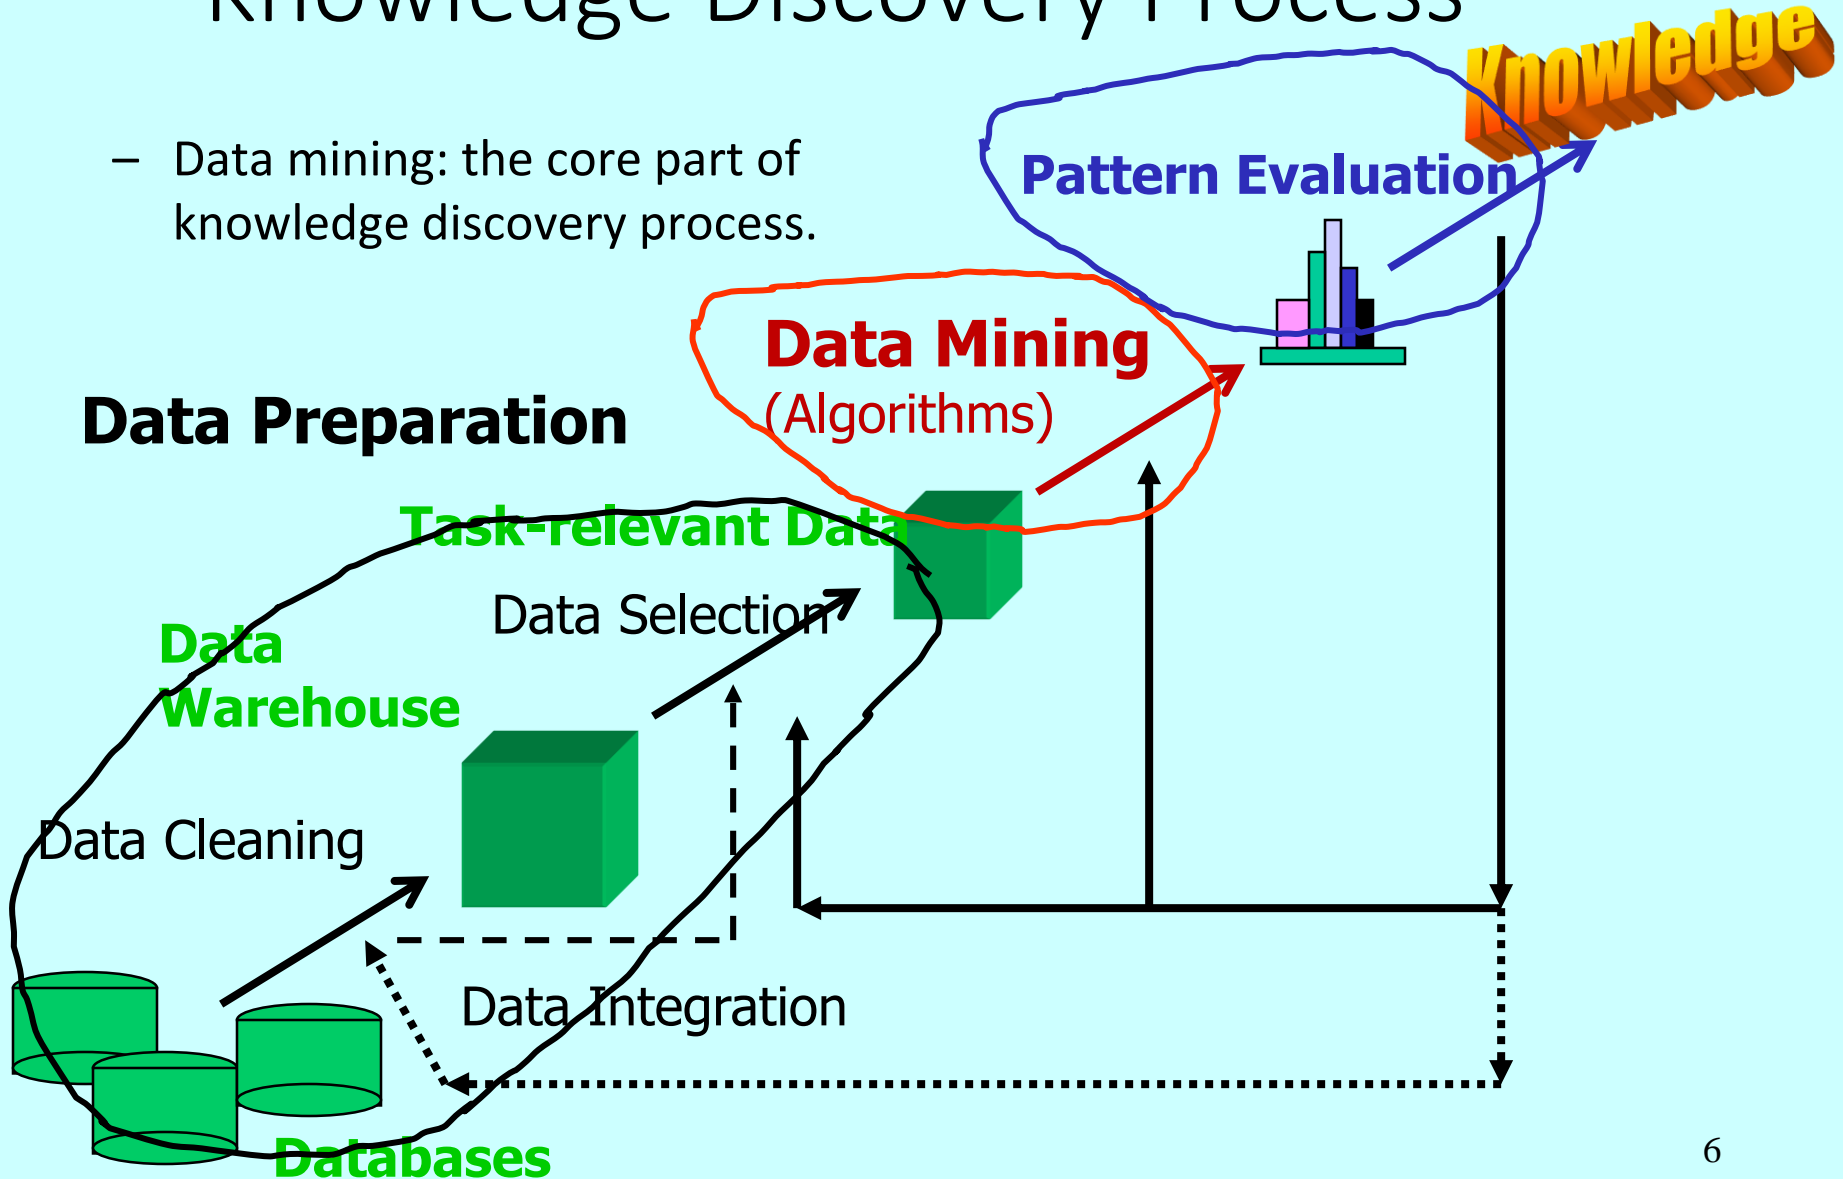 Knowledge Discovery Process
Knowledge
– Data mining: the core part of
knowledge discovery process.
Pattern Evaluation
Data Mining
(Algorithms)
Data Preparation
Task-relevant Data
Data Selection
Data
Warehouse
Data Cleaning
Data Integration
Databases
6